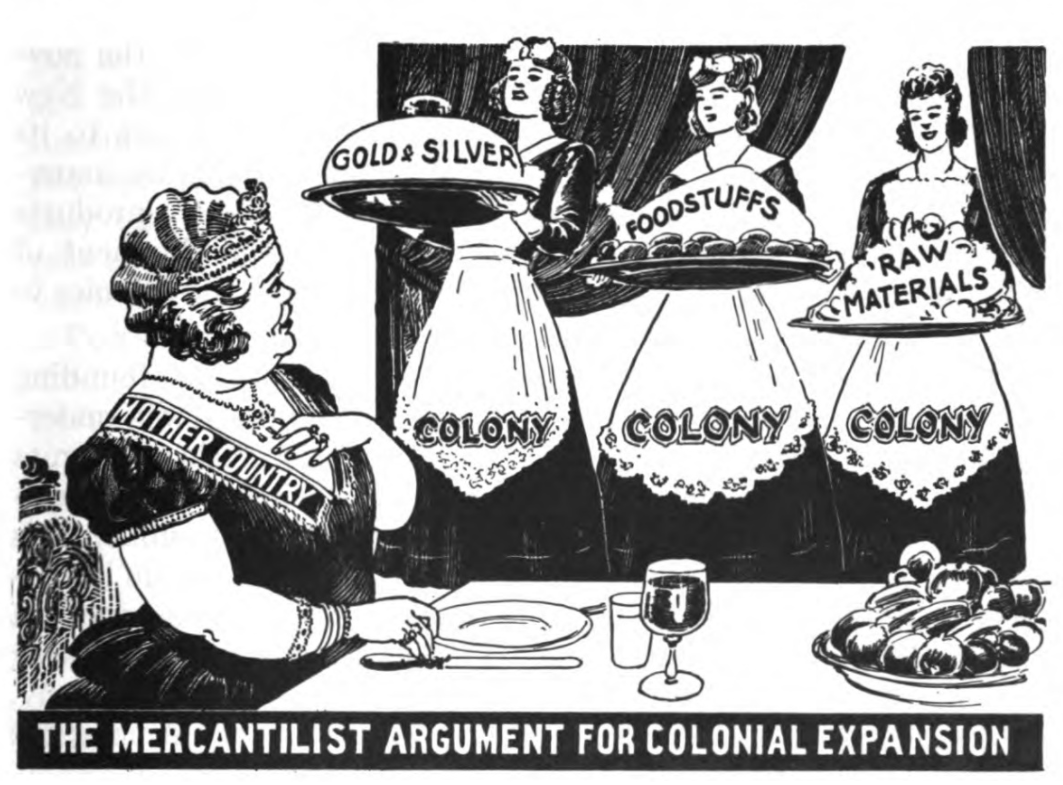 GOLD & SILVER
FOODSTUFFS
RAW
MATERIALS
MOTHER COUNTRY
COLONY
COLONY
COLONY
THE MERCANTILIST ARGUMENT FOR COLONIAL EXPANSION